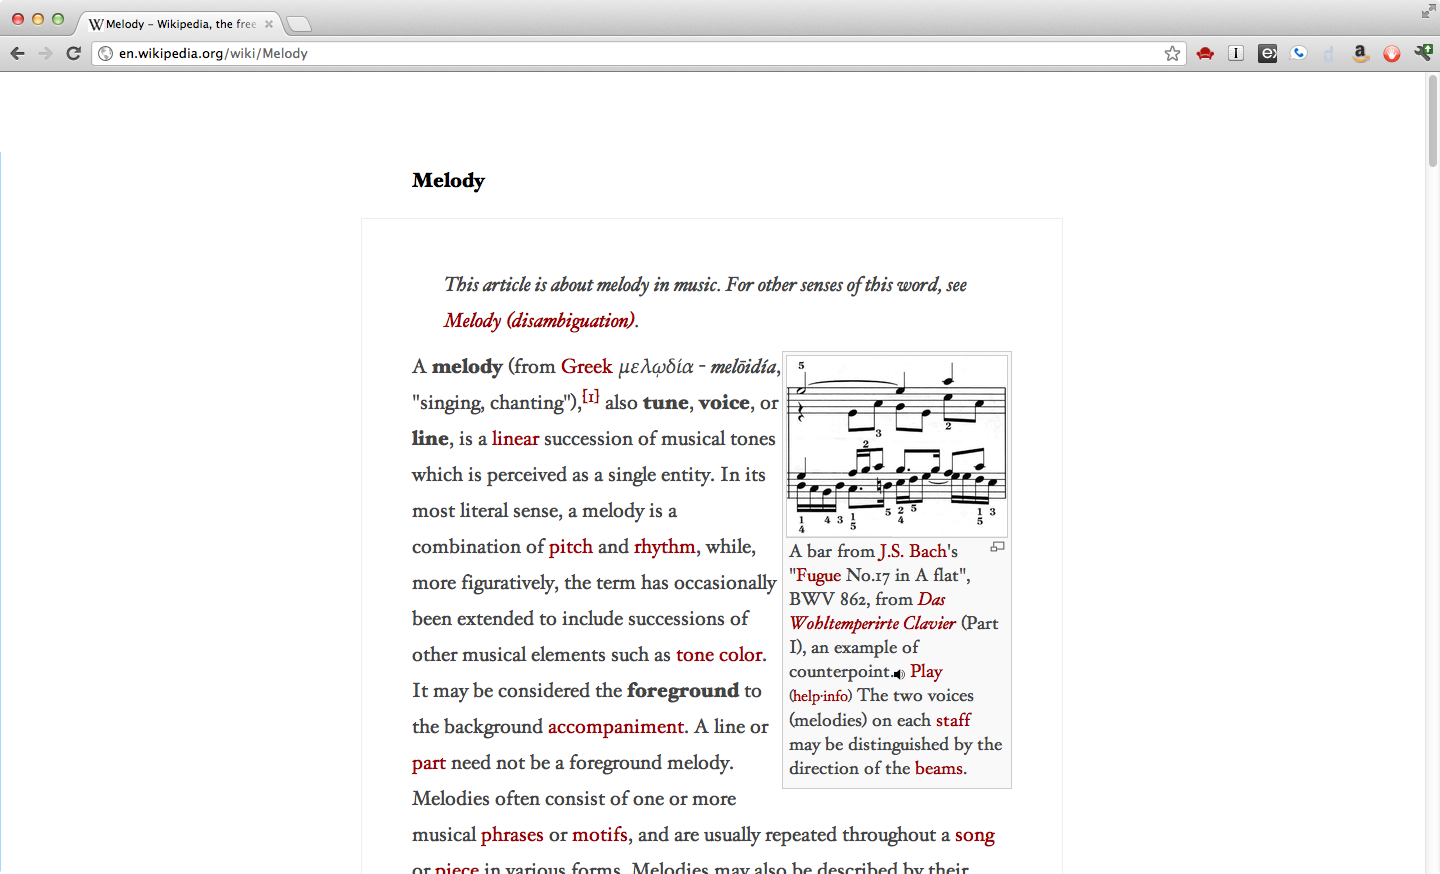 Melody – Wikipedia, the free
en.wikipedia.org/wiki/Melody
Melody
This article is about melody in music. For other senses of this word, see
Melody (disambiguation).
A melody (from Greek μελῳδία - melōidía,
"singing, chanting"),[1] also tune, voice, or
line, is a linear succession of musical tones
which is perceived as a single entity. In its
most literal sense, a melody is a
combination of pitch and rhythm, while,
more figuratively, the term has occasionally
been extended to include successions of
other musical elements such as tone color.
It may be considered the foreground to
the background accompaniment. A line or
part need not be a foreground melody.
Melodies often consist of one or more
musical phrases or motifs, and are usually repeated throughout a song
or piece in various forms. Melodies may also be described by their
5
3
2
2
1 4 3 1 5 2 5 1 3
4 5 4 5
A bar from J.S. Bach's
"Fugue No.17 in A flat",
BWV 862, from Das
Wohltemperirte Clavier (Part
I), an example of
counterpoint. Play
(help·info) The two voices
(melodies) on each staff
may be distinguished by the
direction of the beams.